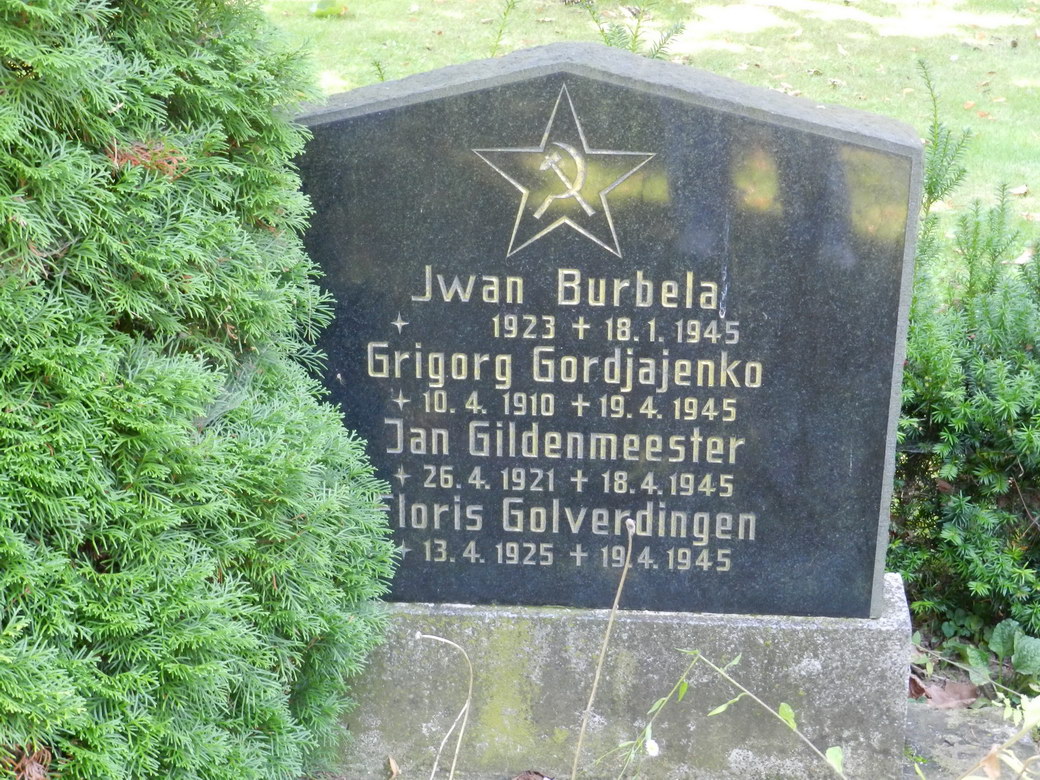 Jwan Burbela
1923 + 18.1.1945
Grigorg Gordjajenko
10.4.1910 + 19.4.1945
Jan Gildenmeester
26.4.1921 + 18.4.1945
Floris Golverdingen
13.4.1925 + 19.4.1945